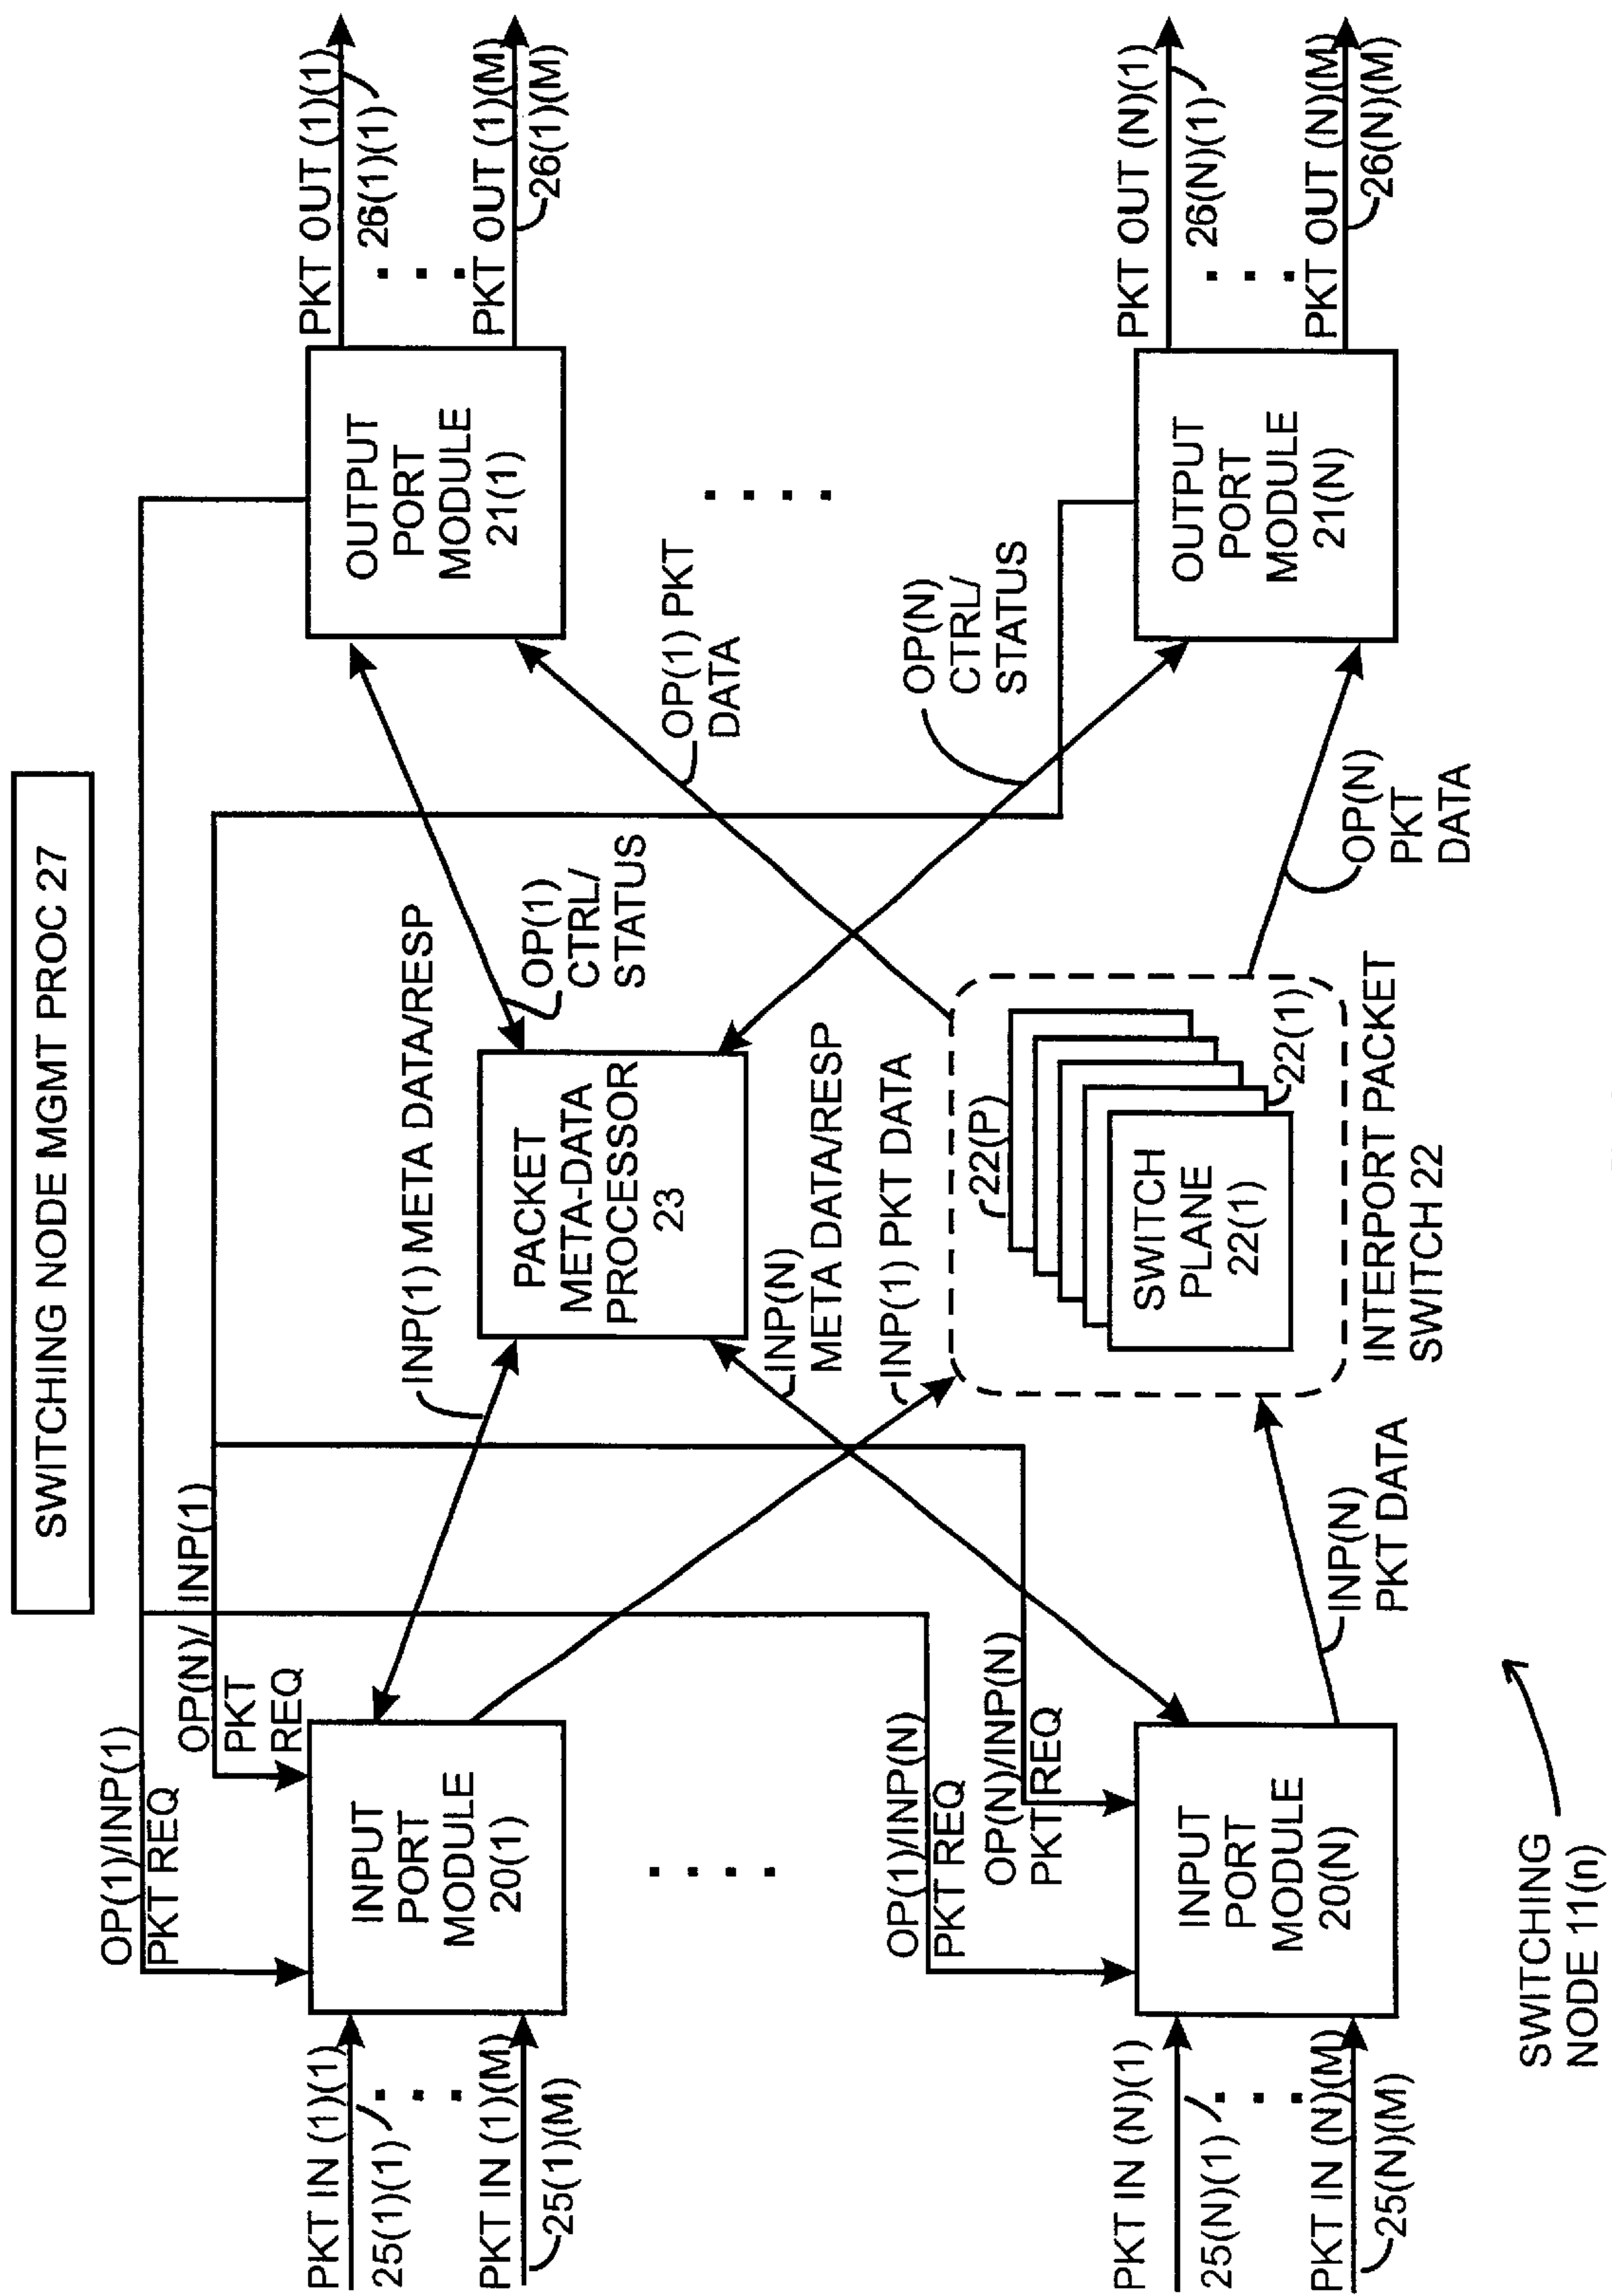 SWITCHING NODE MGMT PROC 27
OP(1)/INP(1)
PKT REQ
OP(N)/ INP(1)
PKT
REQ
PKT IN (1)(1)
25(1)(1)
PKT IN (1)(M)
25(1)(M)
INPUT
PORT
MODULE
20(1)
INP(1) META DATA/RESP
PACKET
META-DATA
PROCESSOR
23
OP(1)
CTRL/
STATUS
OUTPUT
PORT
MODULE
21(1)
PKT OUT (1)(1)
26(1)(1)
PKT OUT (1)(M)
26(1)(M)
OP(1) PKT
DATA
INP(N)
META DATA/RESP
INP(1) PKT DATA
OP(N)
CTRL/
STATUS
OP(1)/INP(N)
PKT REQ
OP(N)/INP(N)
PKT REQ
PKT IN (N)(1)
25(N)(1)
PKT IN (N)(M)
25(N)(M)
INPUT
PORT
MODULE
20(N)
INP(N)
PKT DATA
22(P)
22(1)
SWITCH
PLANE
22(1)
INTERPORT PACKET
SWITCH 22
OP(N)
PKT
DATA
OUTPUT
PORT
MODULE
21(N)
PKT OUT (N)(1)
26(N)(1)
PKT OUT (N)(M)
26(N)(M)
SWITCHING
NODE 11(n)